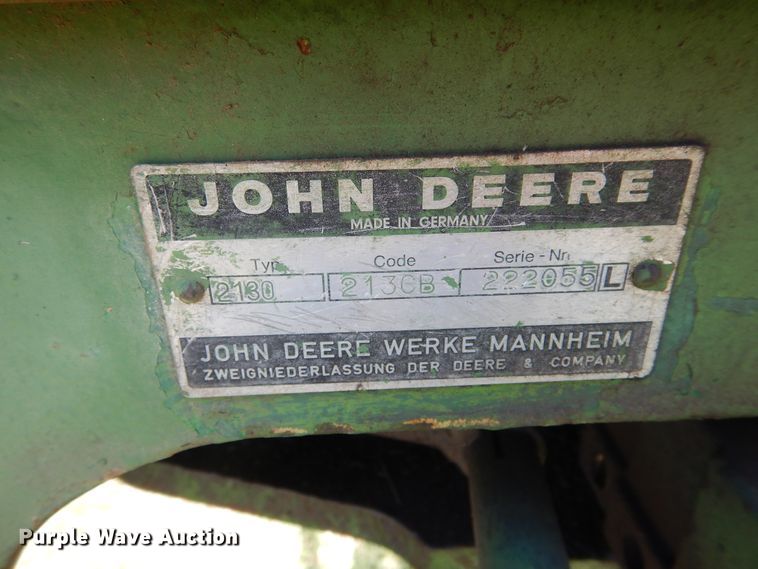 JOHN DEERE
MADE IN GERMANY
Typ Code Serie - Nr.
2130 2130B 222055 L
JOHN DEERE WERKE MANNHEIM
ZWEIGNIEDERLASSUNG DER DEERE & COMPANY
Purple Wave Auction